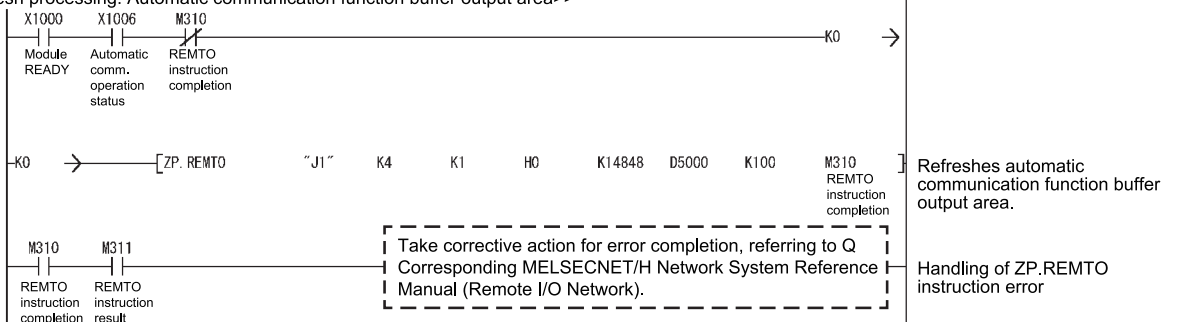 esh processing: Automatic communication function buffer output area>>
X1000 X1006 M310
K0
Module READY
Automatic comm. operation status
REMTO instruction completion
K0 [ZP.REMTO "J1" K4 K1 H0 K14848 D5000 K100 M310 ]
REMTO instruction completion
Refreshes automatic
communication function buffer
output area.
M310 M311
REMTO instruction completion
REMTO instruction result
Take corrective action for error completion, referring to Q
Corresponding MELSECNET/H Network System Reference
Manual (Remote I/O Network).
Handling of ZP.REMTO
instruction error